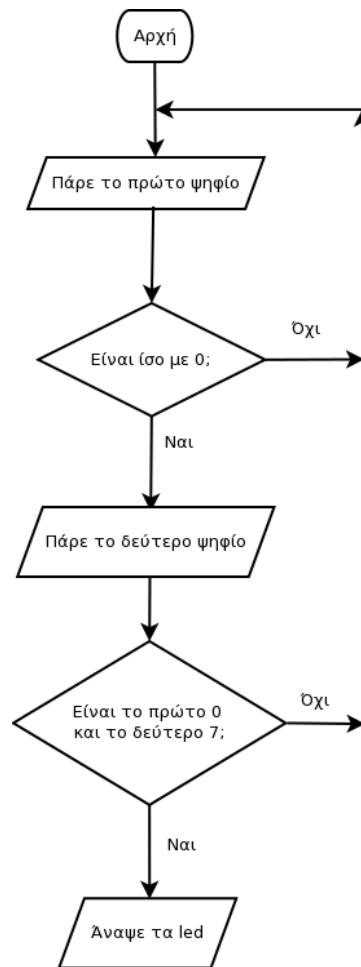 Αρχή
Πάρε το πρώτο ψηφίο
Είναι ίσο με 0;
Όχι
Ναι
Πάρε το δεύτερο ψηφίο
Είναι το πρώτο 0
και το δεύτερο 7;
Όχι
Ναι
Άναψε τα led